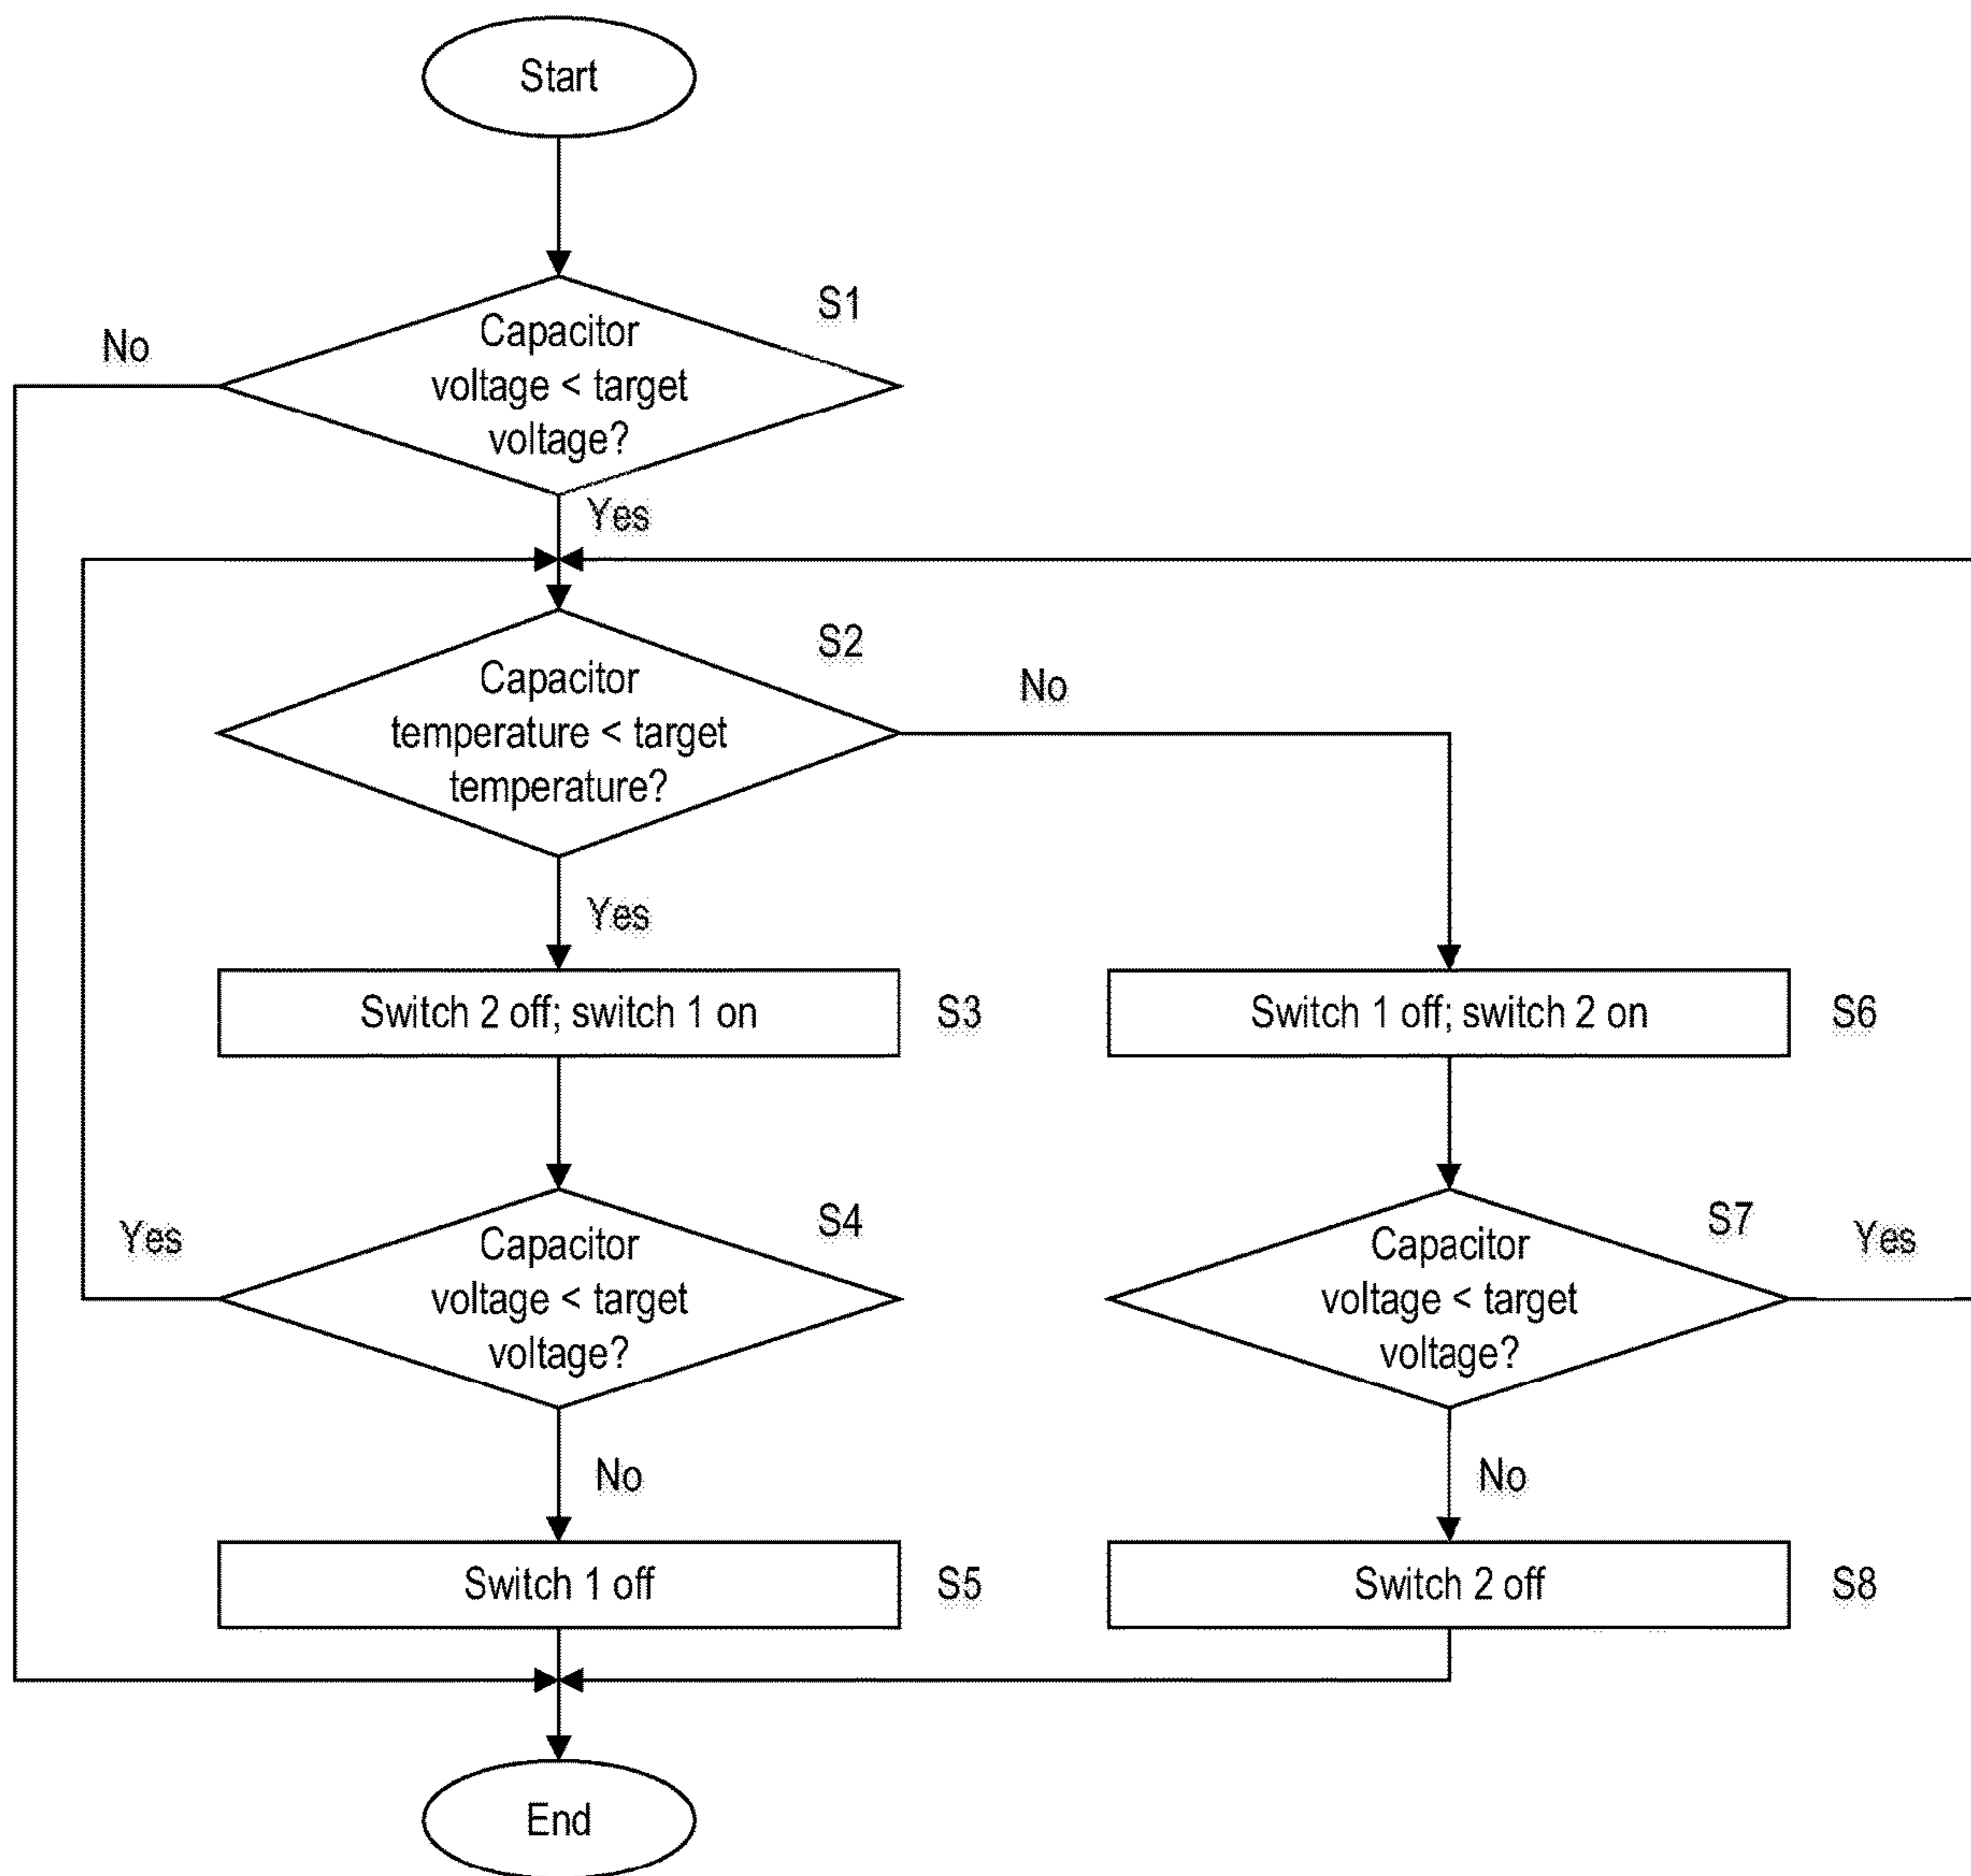 Start
S1
Capacitor
voltage < target
voltage?
No
Yes
S2
Capacitor
temperature < target
temperature?
No
Yes
Switch 2 off; switch 1 on
S3
Switch 1 off; switch 2 on
S6
Yes
Capacitor
voltage < target
voltage?
S4
Capacitor
voltage < target
voltage?
S7
Yes
No
No
Switch 1 off
S5
Switch 2 off
S8
End